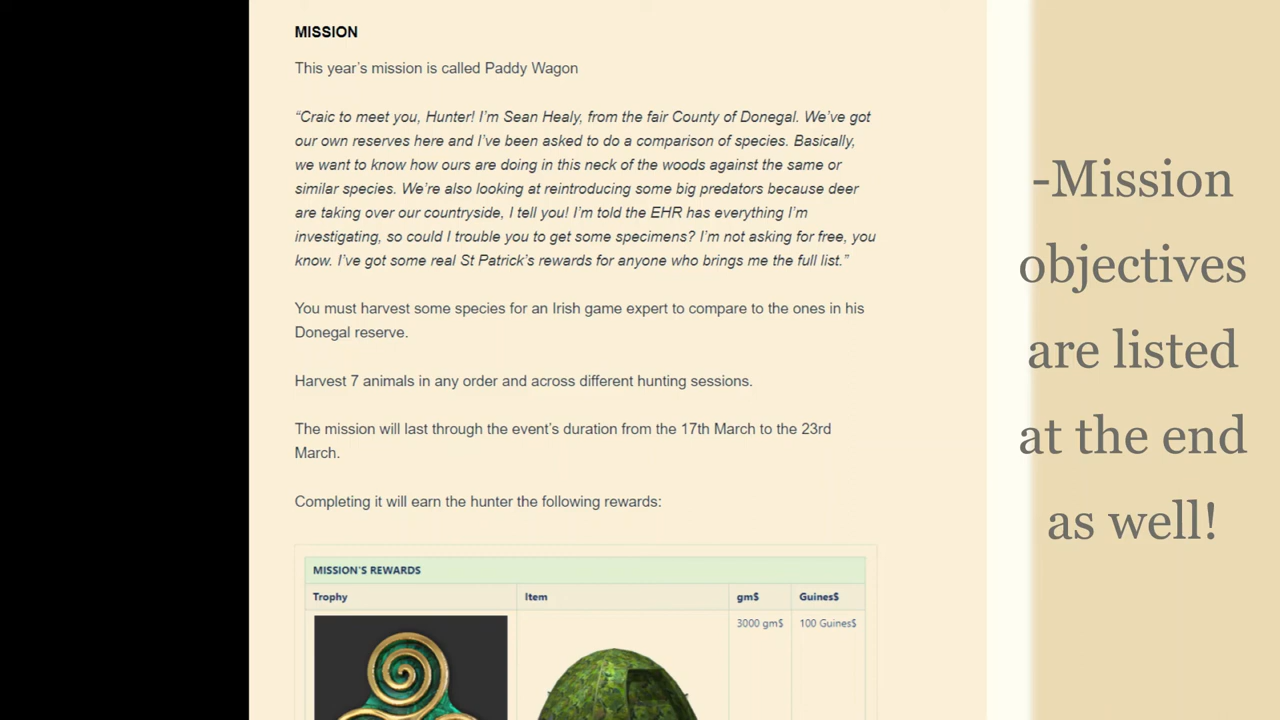 MISSION
This year’s mission is called Paddy Wagon
“Craic to meet you, Hunter! I’m Sean Healy, from the fair County of Donegal. We’ve got
our own reserves here and I’ve been asked to do a comparison of species. Basically,
we want to know how ours are doing in this neck of the woods against the same or
similar species. We’re also looking at reintroducing some big predators because deer
are taking over our countryside, I tell you! I’m told the EHR has everything I’m
investigating, so could I trouble you to get some specimens? I’m not asking for free, you
know. I’ve got some real St Patrick’s rewards for anyone who brings me the full list.”
You must harvest some species for an Irish game expert to compare to the ones in his
Donegal reserve.
Harvest 7 animals in any order and across different hunting sessions.
The mission will last through the event’s duration from the 17th March to the 23rd
March.
Completing it will earn the hunter the following rewards:
MISSION'S REWARDS
Trophy Item gm$ Guines$
3000 gm$ 100 Guines$
-Mission
objectives
are listed
at the end
as well!